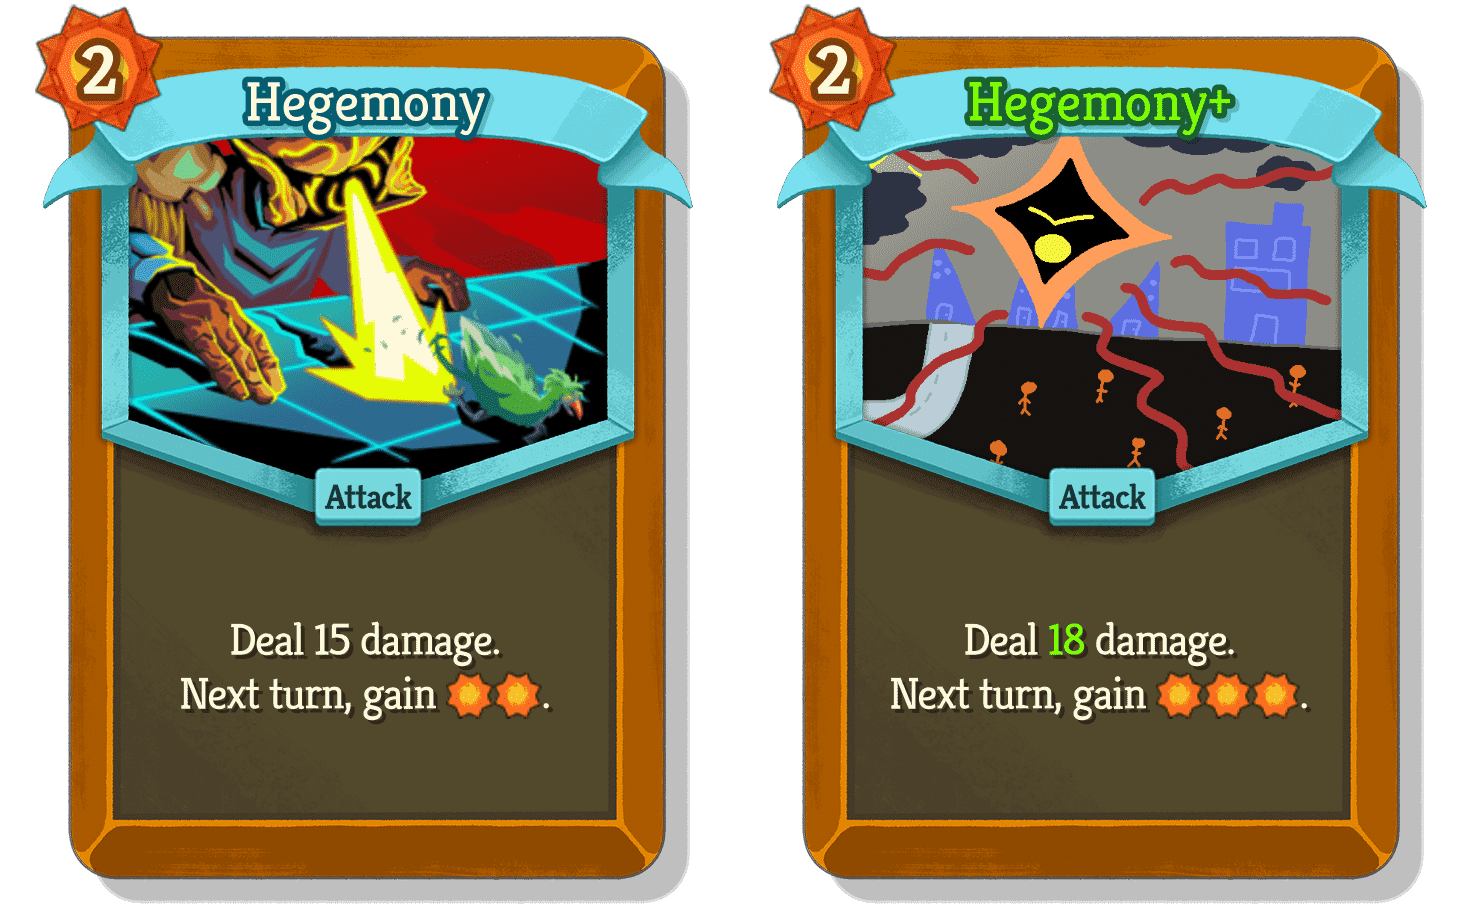 2
Hegemony
Attack
Deal 15 damage.
Next turn, gain .
2
Hegemony+
Attack
Deal 18 damage.
Next turn, gain .